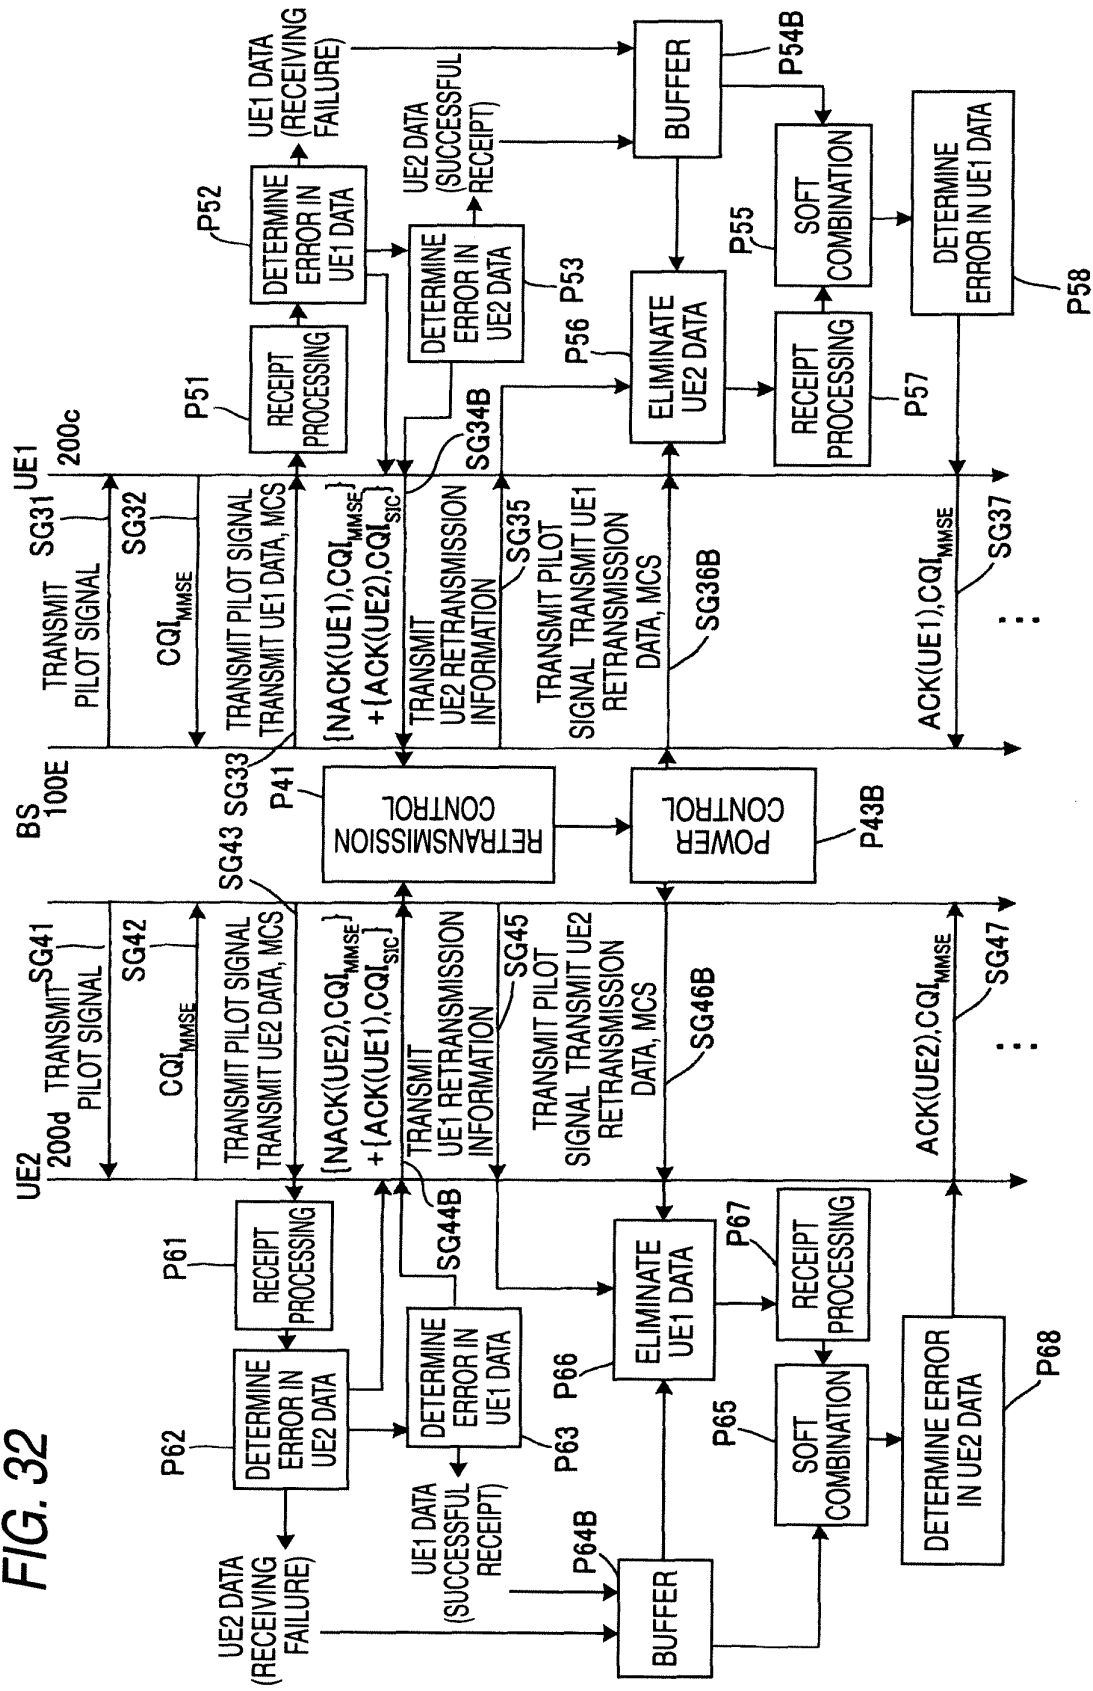 FIG. 32
UE2
200d
BS
100E
UE1
200c
TRANSMIT
PILOT SIGNAL
SG41
TRANSMIT
PILOT SIGNAL
SG31
CQIMMSE
SG42
CQIMMSE
SG32
TRANSMIT PILOT SIGNAL
TRANSMIT UE2 DATA, MCS
SG43
SG33
TRANSMIT PILOT SIGNAL
TRANSMIT UE1 DATA, MCS
P61
RECEIPT
PROCESSING
P51
RECEIPT
PROCESSING
P62
DETERMINE
ERROR IN
UE2 DATA
P52
DETERMINE
ERROR IN
UE1 DATA
UE2 DATA
(RECEIVING
FAILURE)
UE1 DATA
(RECEIVING
FAILURE)
{NACK(UE2),CQIMMSE}
+{ACK(UE1),CQISIC}
SG44B
P41
RETRANSMISSION
CONTROL
{NACK(UE1),CQIMMSE}
+{ACK(UE2),CQISIC}
SG34B
DETERMINE
ERROR IN
UE1 DATA
P63
DETERMINE
ERROR IN
UE2 DATA
P53
UE1 DATA
(SUCCESSFUL
RECEIPT)
UE2 DATA
(SUCCESSFUL
RECEIPT)
TRANSMIT
UE1 RETRANSMISSION
INFORMATION
SG45
TRANSMIT
UE2 RETRANSMISSION
INFORMATION
SG35
P64B
BUFFER
P66
ELIMINATE
UE1 DATA
TRANSMIT PILOT
SIGNAL TRANSMIT UE2
RETRANSMISSION
DATA, MCS
SG46B
POWER
CONTROL
P43B
TRANSMIT PILOT
SIGNAL TRANSMIT UE1
RETRANSMISSION
DATA, MCS
SG36B
P56
ELIMINATE
UE2 DATA
BUFFER
P54B
P65
SOFT
COMBINATION
P67
RECEIPT
PROCESSING
RECEIPT
PROCESSING
P57
P55
SOFT
COMBINATION
DETERMINE ERROR
IN UE2 DATA
P68
ACK(UE2),CQIMMSE
SG47
ACK(UE1),CQIMMSE
SG37
DETERMINE
ERROR IN UE1 DATA
P58
...
...